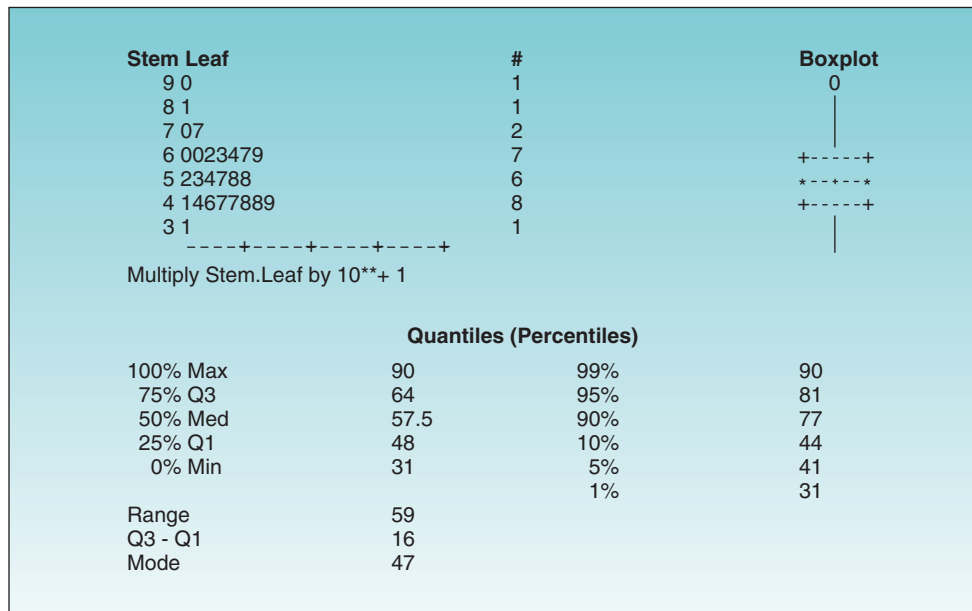 Stem Leaf # Boxplot
9 0 1 0
8 1 1 |
7 07 2 |
6 0023479 7 +-----+
5 234788 6 *--+--*
4 14677889 8 +-----+
3 1 1 |
----+----+----+----+
Multiply Stem.Leaf by 10**+ 1
Quantiles (Percentiles)
100% Max 90 99% 90
75% Q3 64 95% 81
50% Med 57.5 90% 77
25% Q1 48 10% 44
0% Min 31 5% 41
1% 31
Range 59
Q3 - Q1 16
Mode 47